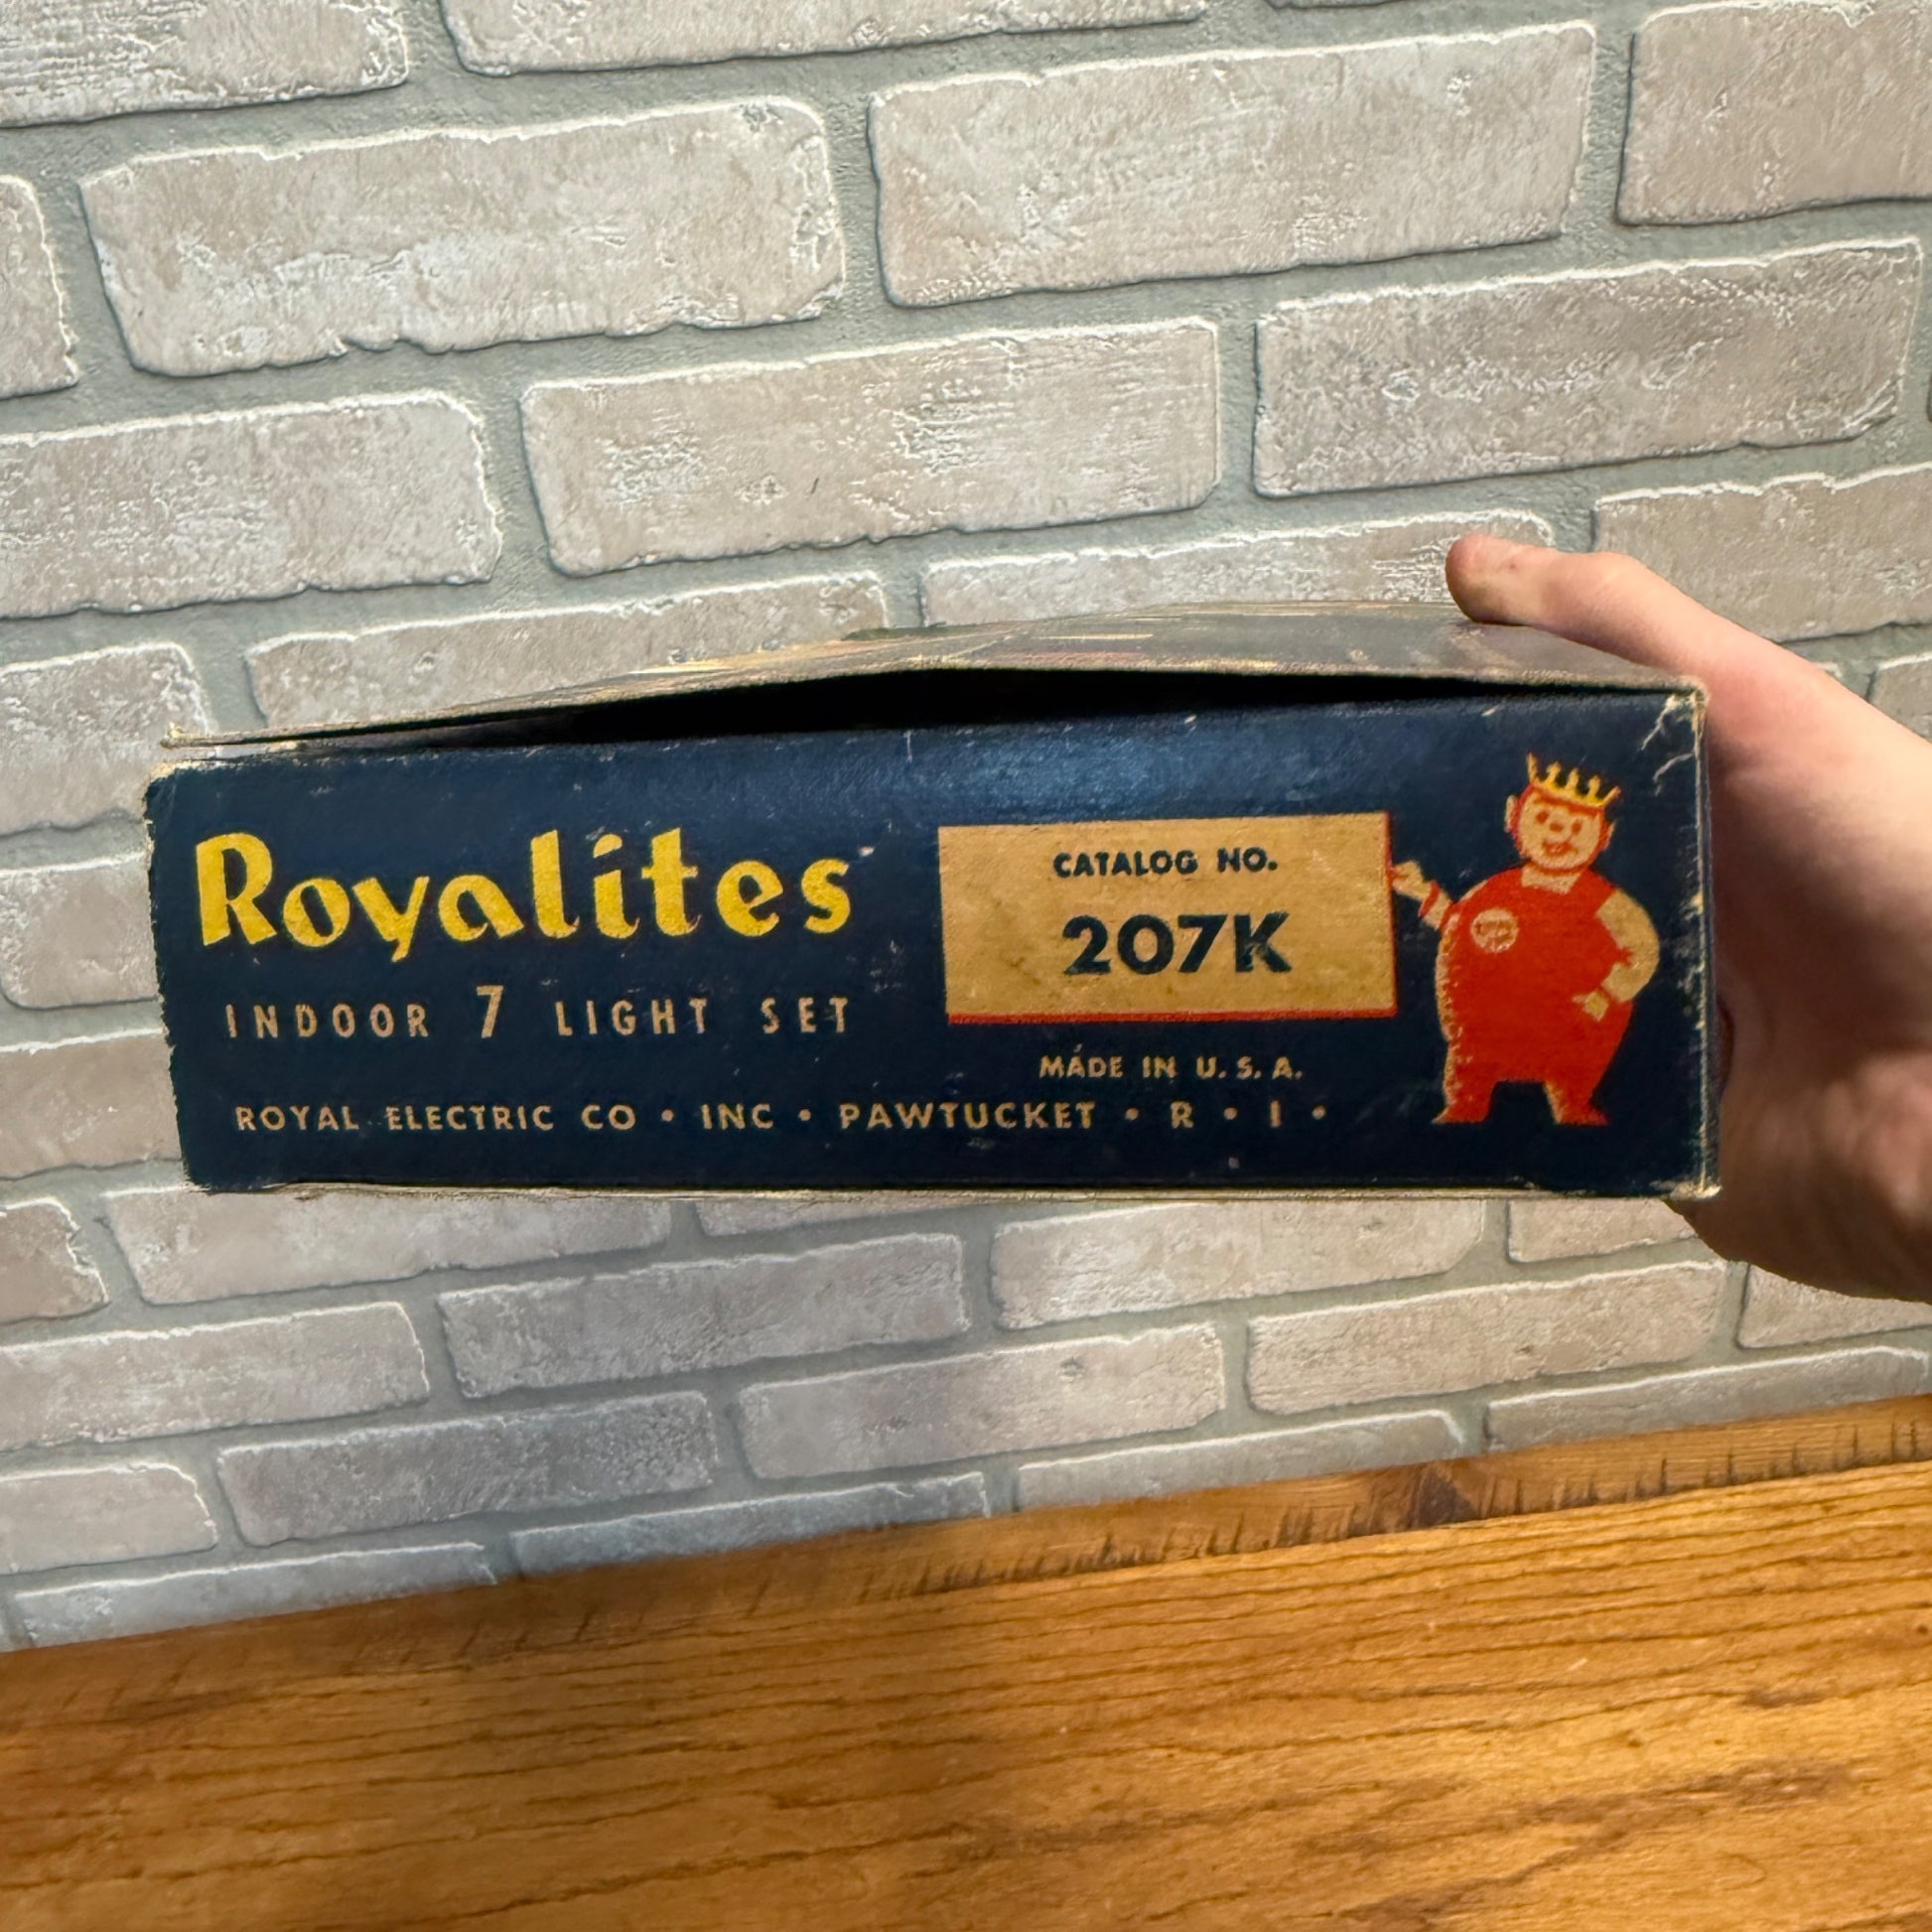 Royalites
INDOOR 7 LIGHT SET
CATALOG NO.
207K
MADE IN U.S.A.
ROYAL ELECTRIC CO • INC • PAWTUCKET • R • I •